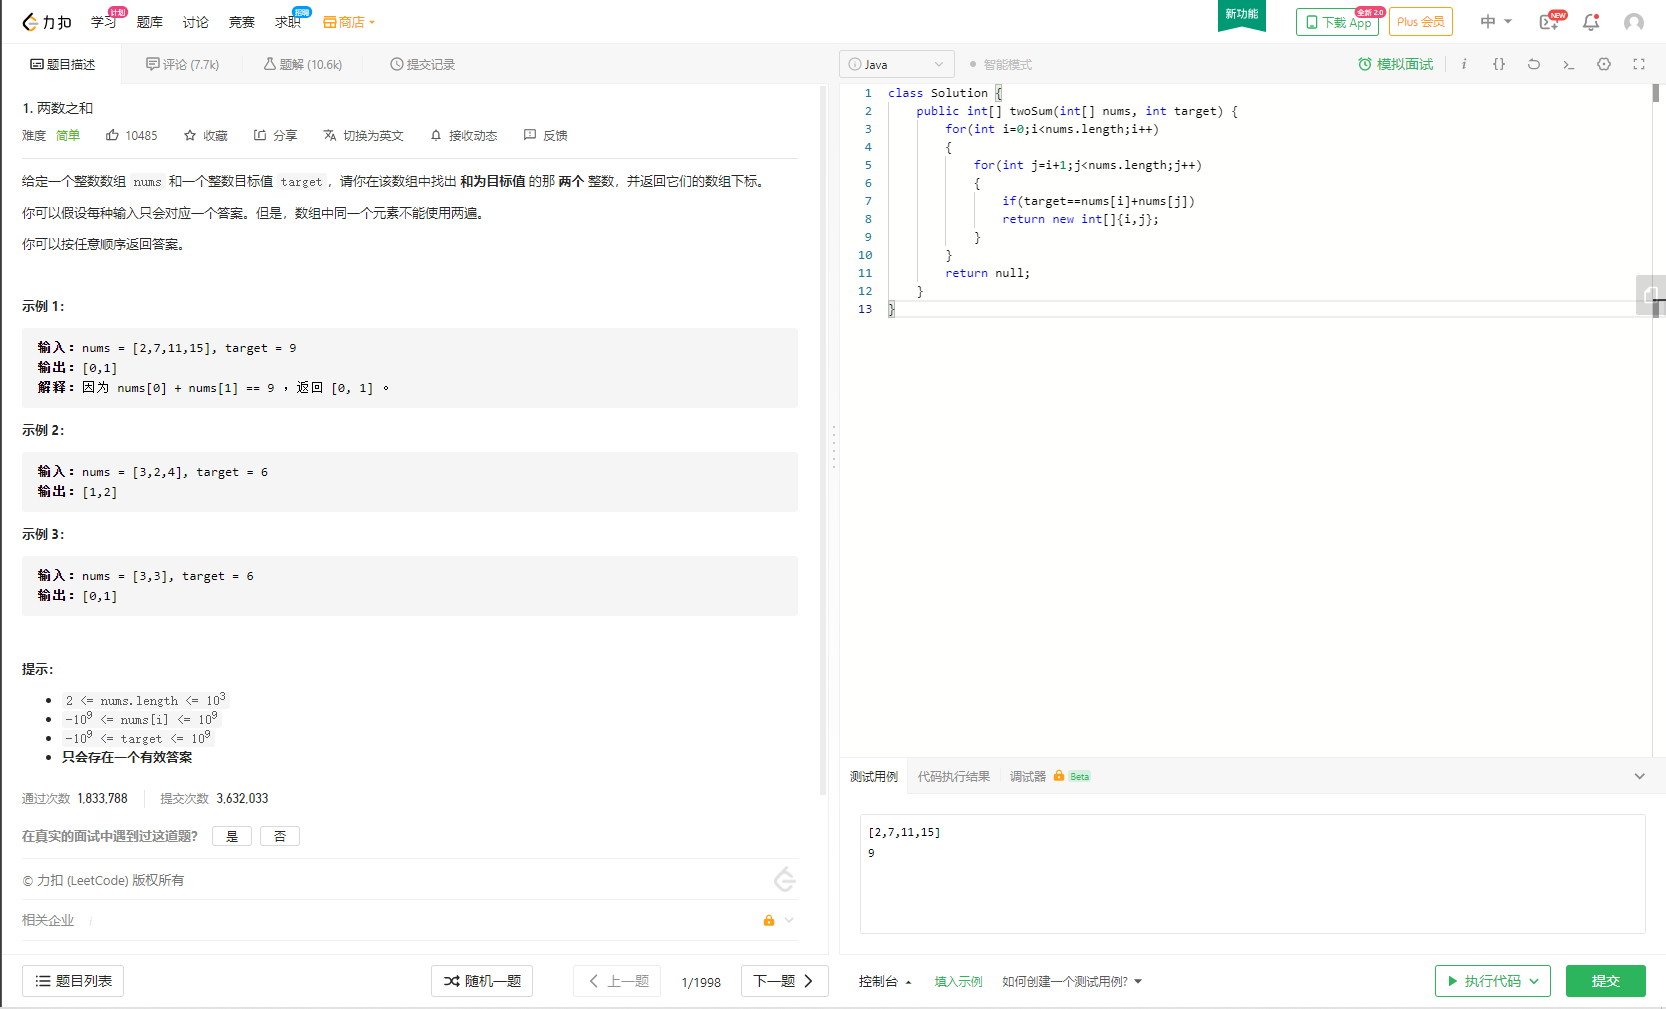 力扣 学习 计划 题库 讨论 竞赛 求职 招聘 商店 新功能 下载 App 全新 2.0 Plus 会员 中 NEW
题目描述 评论 (7.7k) 题解 (10.6k) 提交记录
1. 两数之和
难度 简单 10485 收藏 分享 切换为英文 接收动态 反馈
给定一个整数数组 nums 和一个整数目标值 target，请你在该数组中找出 和为目标值 的那 两个 整数，并返回它们的数组下标。
你可以假设每种输入只会对应一个答案。但是，数组中同一个元素不能使用两遍。
你可以按任意顺序返回答案。
示例 1：
输入：nums = [2,7,11,15], target = 9
输出：[0,1]
解释：因为 nums[0] + nums[1] == 9 ，返回 [0, 1] 。
示例 2：
输入：nums = [3,2,4], target = 6
输出：[1,2]
示例 3：
输入：nums = [3,3], target = 6
输出：[0,1]
提示：
2 <= nums.length <= 10³
-10⁹ <= nums[i] <= 10⁹
-10⁹ <= target <= 10⁹
只会存在一个有效答案
通过次数 1,833,788 提交次数 3,632,033
在真实的面试中遇到过这道题？ 是 否
© 力扣 (LeetCode) 版权所有
相关企业 i
题目列表 随机一题 上一题 1/1998 下一题
Java 智能模式 模拟面试 i {}
1 class Solution {
2 public int[] twoSum(int[] nums, int target) {
3 for(int i=0;i<nums.length;i++)
4 {
5 for(int j=i+1;j<nums.length;j++)
6 {
7 if(target==nums[i]+nums[j])
8 return new int[]{i,j};
9 }
10 }
11 return null;
12 }
13 }
测试用例 代码执行结果 调试器 Beta
[2,7,11,15]
9
控制台 填入示例 如何创建一个测试用例？ 执行代码 提交